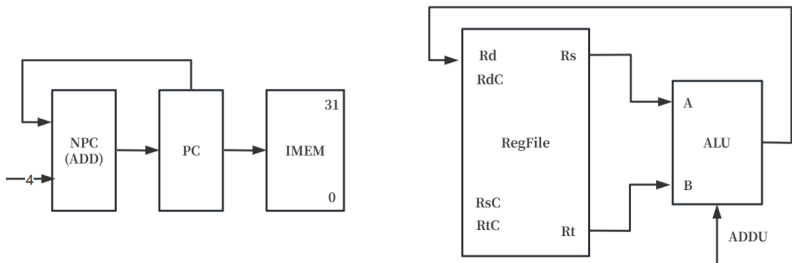 4
NPC
(ADD)
PC
31
IMEM
0
Rd
RdC
Rs
RegFile
RsC
RtC
Rt
A
ALU
B
ADDU